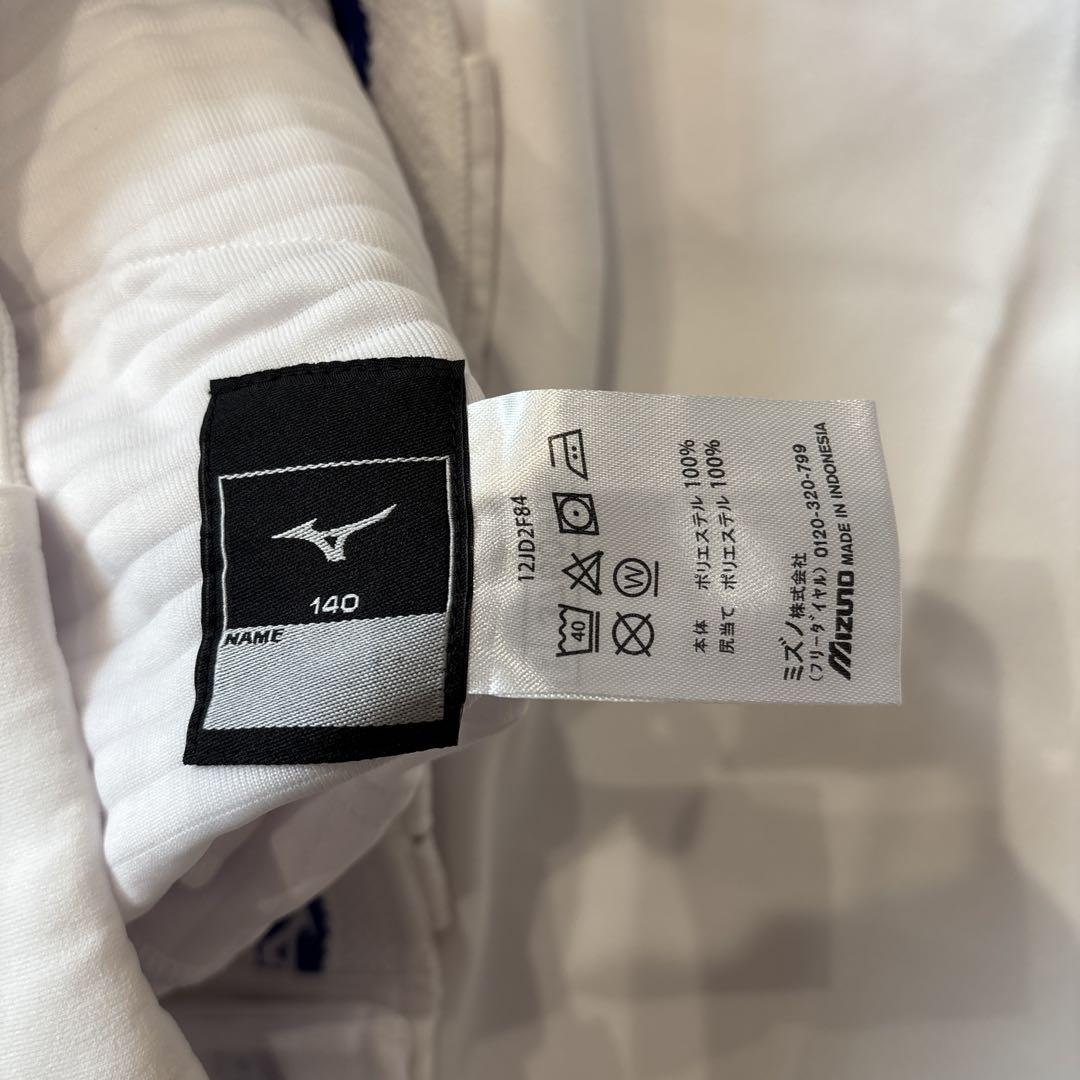 140
NAME
12JD2F84
40
W
本体 ポリエステル 100%
尻当て ポリエステル 100%
ミズノ株式会社
(フリーダイヤル) 0120-320-799
MIZUNO MADE IN INDONESIA